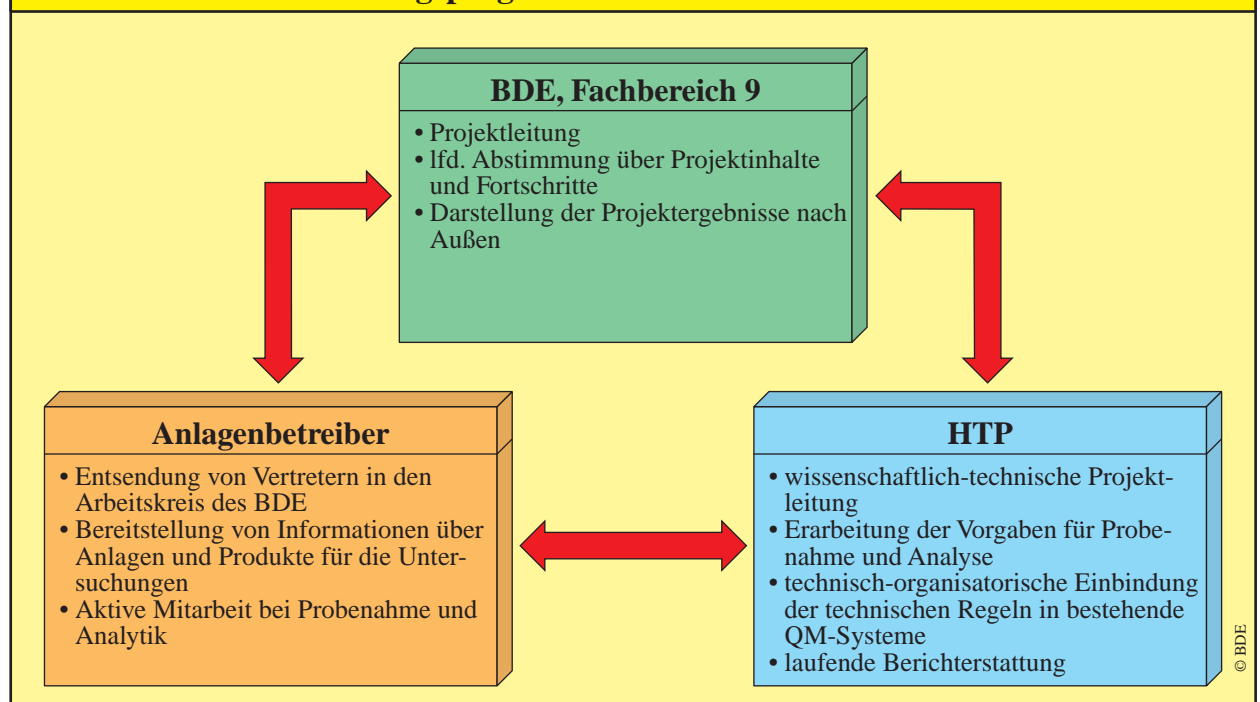 BDE, Fachbereich 9
• Projektleitung
• lfd. Abstimmung über Projektinhalte
und Fortschritte
• Darstellung der Projektergebnisse nach
Außen
Anlagenbetreiber
• Entsendung von Vertretern in den
Arbeitskreis des BDE
• Bereitstellung von Informationen über
Anlagen und Produkte für die Unter-
suchungen
• Aktive Mitarbeit bei Probenahme und
Analytik
HTP
• wissenschaftlich-technische Projekt-
leitung
• Erarbeitung der Vorgaben für Probe-
nahme und Analyse
• technisch-organisatorische Einbindung
der technischen Regeln in bestehende
QM-Systeme
• laufende Berichterstattung
© BDE